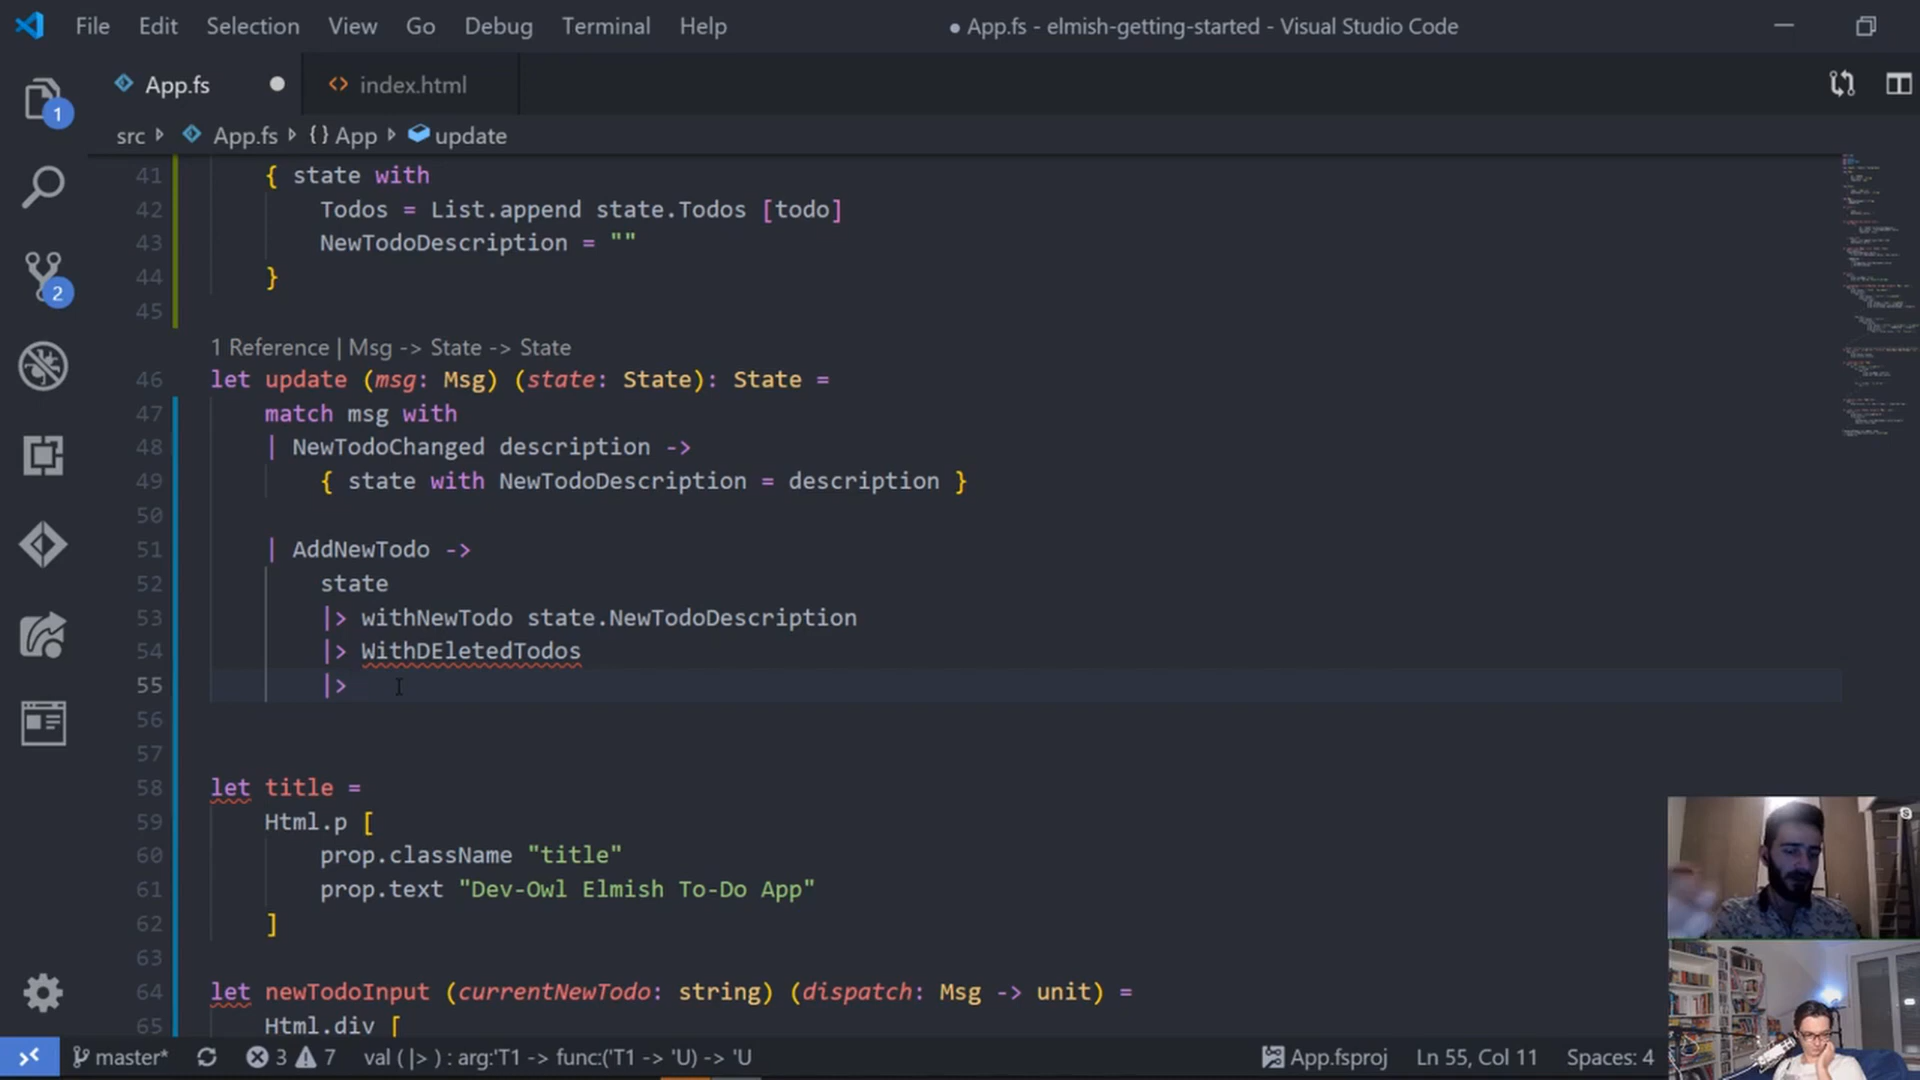 File Edit Selection View Go Debug Terminal Help ● App.fs - elmish-getting-started - Visual Studio Code
App.fs ● <> index.html
src App.fs {} App update
41 { state with
42 Todos = List.append state.Todos [todo]
43 NewTodoDescription = ""
44 }
45
1 Reference | Msg -> State -> State
46 let update (msg: Msg) (state: State): State =
47 match msg with
48 | NewTodoChanged description ->
49 { state with NewTodoDescription = description }
50
51 | AddNewTodo ->
52 state
53 |> withNewTodo state.NewTodoDescription
54 |> WithDEletedTodos
55 |>
56
57
58 let title =
59 Html.p [
60 prop.className "title"
61 prop.text "Dev-Owl Elmish To-Do App"
62 ]
63
64 let newTodoInput (currentNewTodo: string) (dispatch: Msg -> unit) =
65 Html.div [
1
2
master* 3 7 val ( |> ) : arg:'T1 -> func:('T1 -> 'U) -> 'U App.fsproj Ln 55, Col 11 Spaces: 4